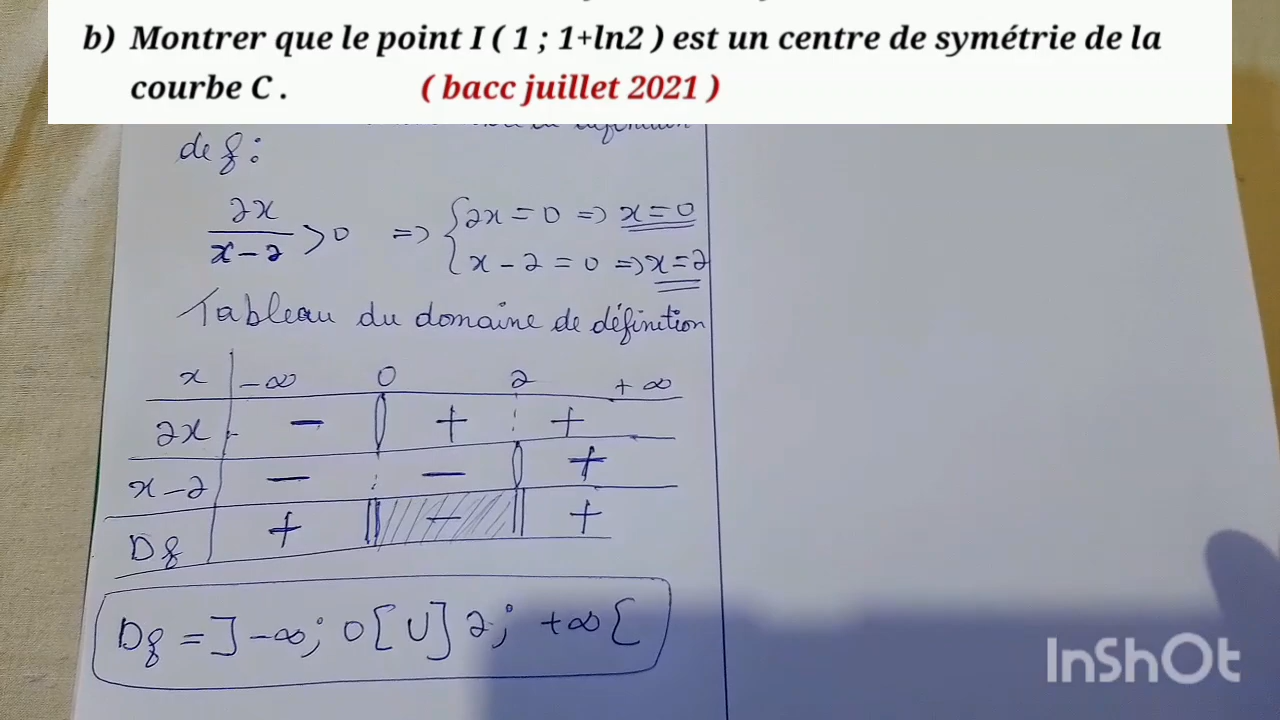 b) Montrer que le point I ( 1 ; 1+ln2 ) est un centre de symétrie de la
courbe C . ( bacc juillet 2021 )
définition
de f :
2x / x-2 > 0 => { 2x = 0 => x = 0
x - 2 = 0 => x = 2
Tableau du domaine de définition
x -∞ 0 2 +∞
2x - + +
x-2 - - +
Df + - +
Df = ]-∞; 0[ U ]2; +∞[
InShOt